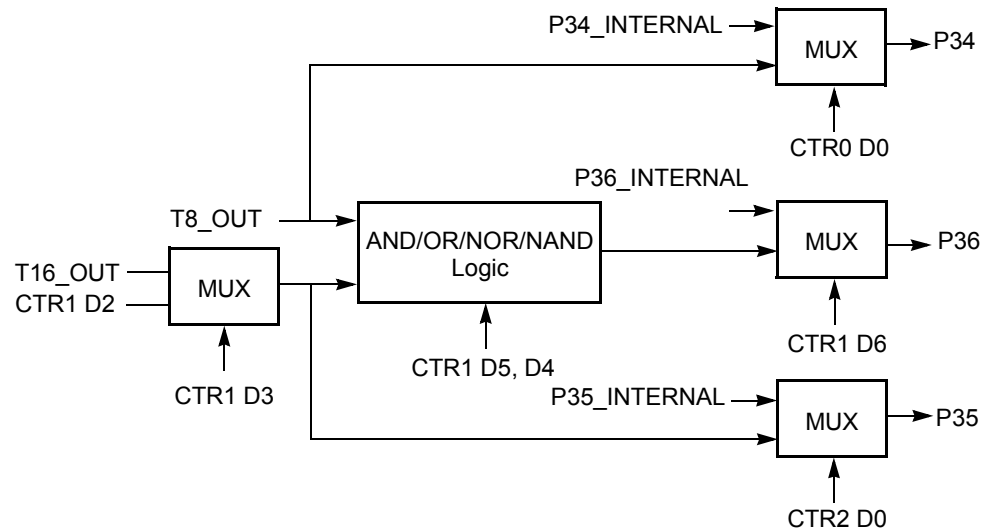 P34_INTERNAL
MUX
P34
CTR0 D0
P36_INTERNAL
T8_OUT
AND/OR/NOR/NAND
Logic
MUX
P36
T16_OUT
CTR1 D2
MUX
CTR1 D6
CTR1 D5, D4
CTR1 D3
P35_INTERNAL
MUX
P35
CTR2 D0